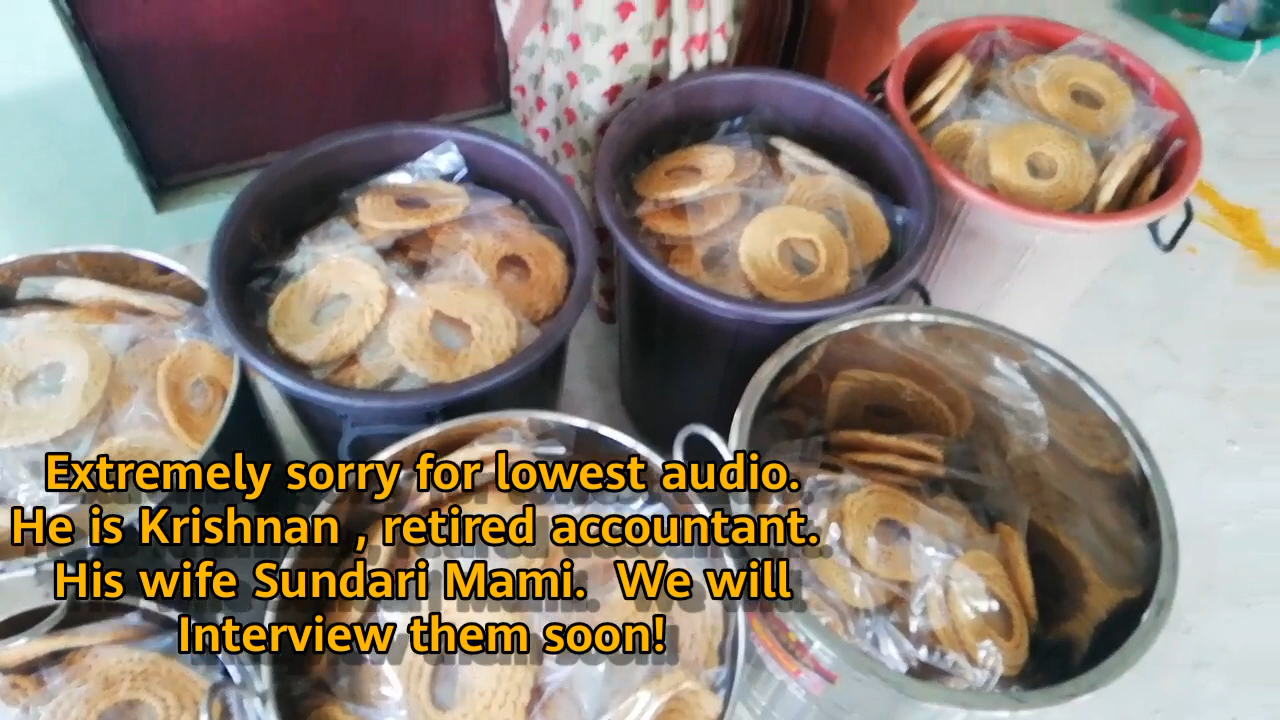 Extremely sorry for lowest audio.
He is Krishnan , retired accountant.
His wife Sundari Mami.  We will
Interview them soon!